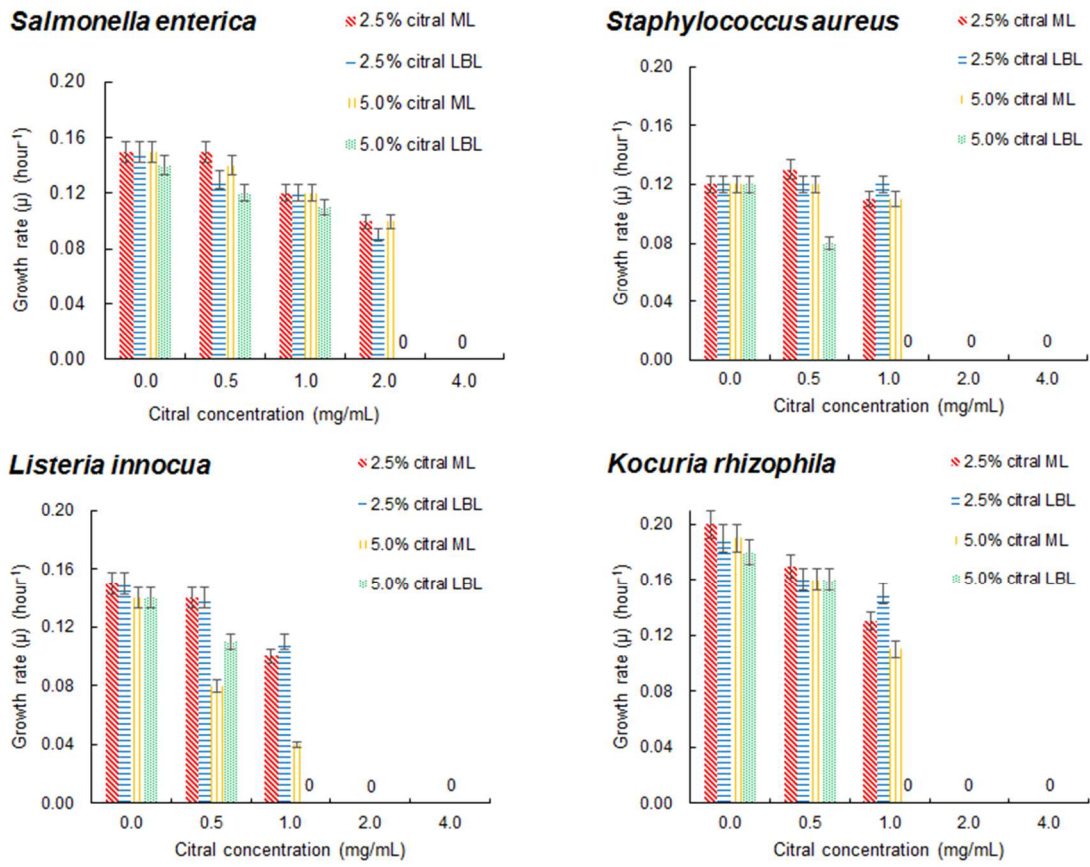 Salmonella enterica
2.5% citral ML
2.5% citral LBL
5.0% citral ML
5.0% citral LBL
Growth rate (µ) (hour⁻¹)
0.20
0.16
0.12
0.08
0.04
0.00
0 0
0.0 0.5 1.0 2.0 4.0
Citral concentration (mg/mL)
Staphylococcus aureus
2.5% citral ML
2.5% citral LBL
5.0% citral ML
5.0% citral LBL
Growth rate (µ) (hour⁻¹)
0.20
0.16
0.12
0.08
0.04
0.00
0 0 0
0.0 0.5 1.0 2.0 4.0
Citral concentration (mg/mL)
Listeria innocua
2.5% citral ML
2.5% citral LBL
5.0% citral ML
5.0% citral LBL
Growth rate (µ) (hour⁻¹)
0.20
0.16
0.12
0.08
0.04
0.00
0 0 0
0.0 0.5 1.0 2.0 4.0
Citral concentration (mg/mL)
Kocuria rhizophila
2.5% citral ML
2.5% citral LBL
5.0% citral ML
5.0% citral LBL
Growth rate (µ) (hour⁻¹)
0.20
0.16
0.12
0.08
0.04
0.00
0 0 0
0.0 0.5 1.0 2.0 4.0
Citral concentration (mg/mL)